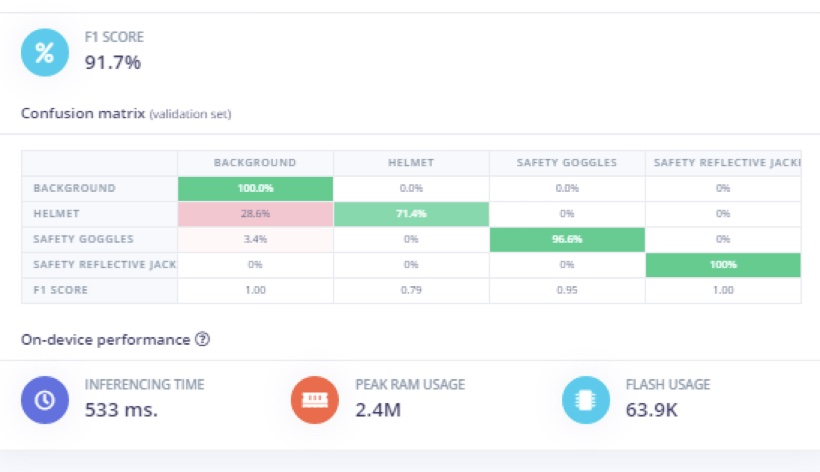 F1 SCORE
91.7%
Confusion matrix (validation set)
BACKGROUND HELMET SAFETY GOGGLES SAFETY REFLECTIVE JACKE
BACKGROUND 100.0% 0.0% 0.0% 0%
HELMET 28.6% 71.4% 0% 0%
SAFETY GOGGLES 3.4% 0% 96.6% 0%
SAFETY REFLECTIVE JACK 0% 0% 0% 100%
F1 SCORE 1.00 0.79 0.95 1.00
On-device performance ?
INFERENCING TIME PEAK RAM USAGE FLASH USAGE
533 ms. 2.4M 63.9K